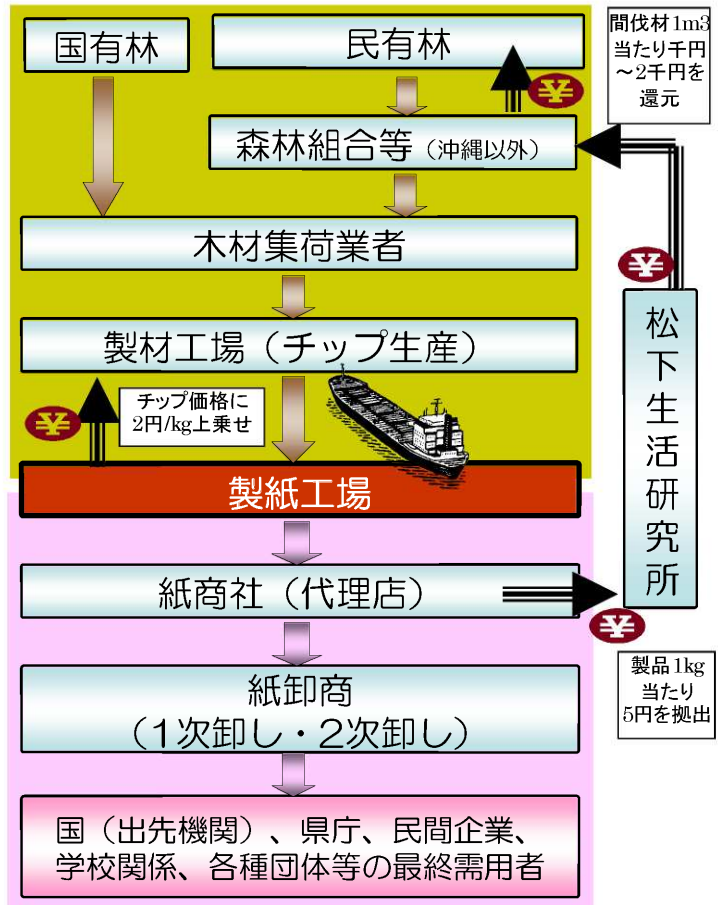 国有林
民有林
間伐材1m3
当たり千円
～2千円を
還元
¥
森林組合等（沖縄以外）
木材集荷業者
¥
松下生活研究所
製材工場（チップ生産）
チップ価格に
2円/kg上乗せ
¥
製紙工場
紙商社（代理店）
¥
製品1kg
当たり
5円を拠出
紙卸商
（1次卸し・2次卸し）
国（出先機関）、県庁、民間企業、
学校関係、各種団体等の最終需用者